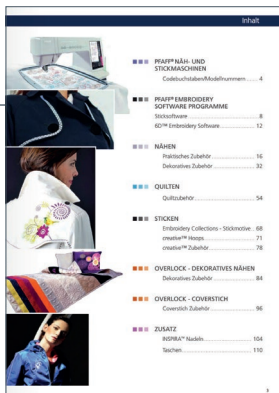 Inhalt
PFAFF® NÄH- UND
STICKMASCHINEN
Codebuchstaben/Modellnummern 4
PFAFF® EMBROIDERY
SOFTWARE PROGRAMME
Sticksoftware 8
6D™ Embroidery Software 12
NÄHEN
Praktisches Zubehör 16
Dekoratives Zubehör 32
QUILTEN
Quiltzubehör 54
STICKEN
Embroidery Collections - Stickmotive 68
creative™ Hoops 71
creative™ Zubehör 78
OVERLOCK - DEKORATIVES NÄHEN
Dekoratives Zubehör 84
OVERLOCK - COVERSTICH
Coverstich Zubehör 96
ZUSATZ
INSPIRA™ Nadeln 104
Taschen 110